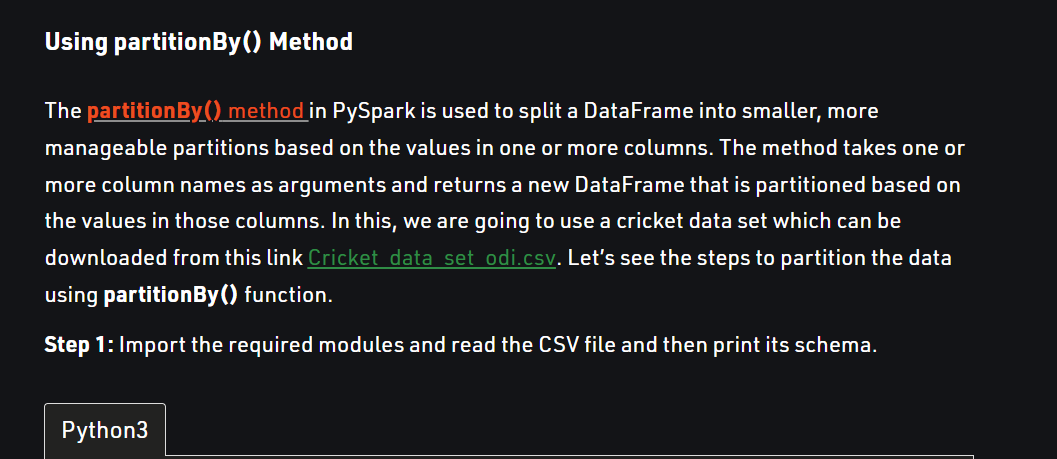 Using partitionBy() Method
The partitionBy() method in PySpark is used to split a DataFrame into smaller, more
manageable partitions based on the values in one or more columns. The method takes one or
more column names as arguments and returns a new DataFrame that is partitioned based on
the values in those columns. In this, we are going to use a cricket data set which can be
downloaded from this link Cricket_data_set_odi.csv. Let’s see the steps to partition the data
using partitionBy() function.
Step 1: Import the required modules and read the CSV file and then print its schema.
Python3